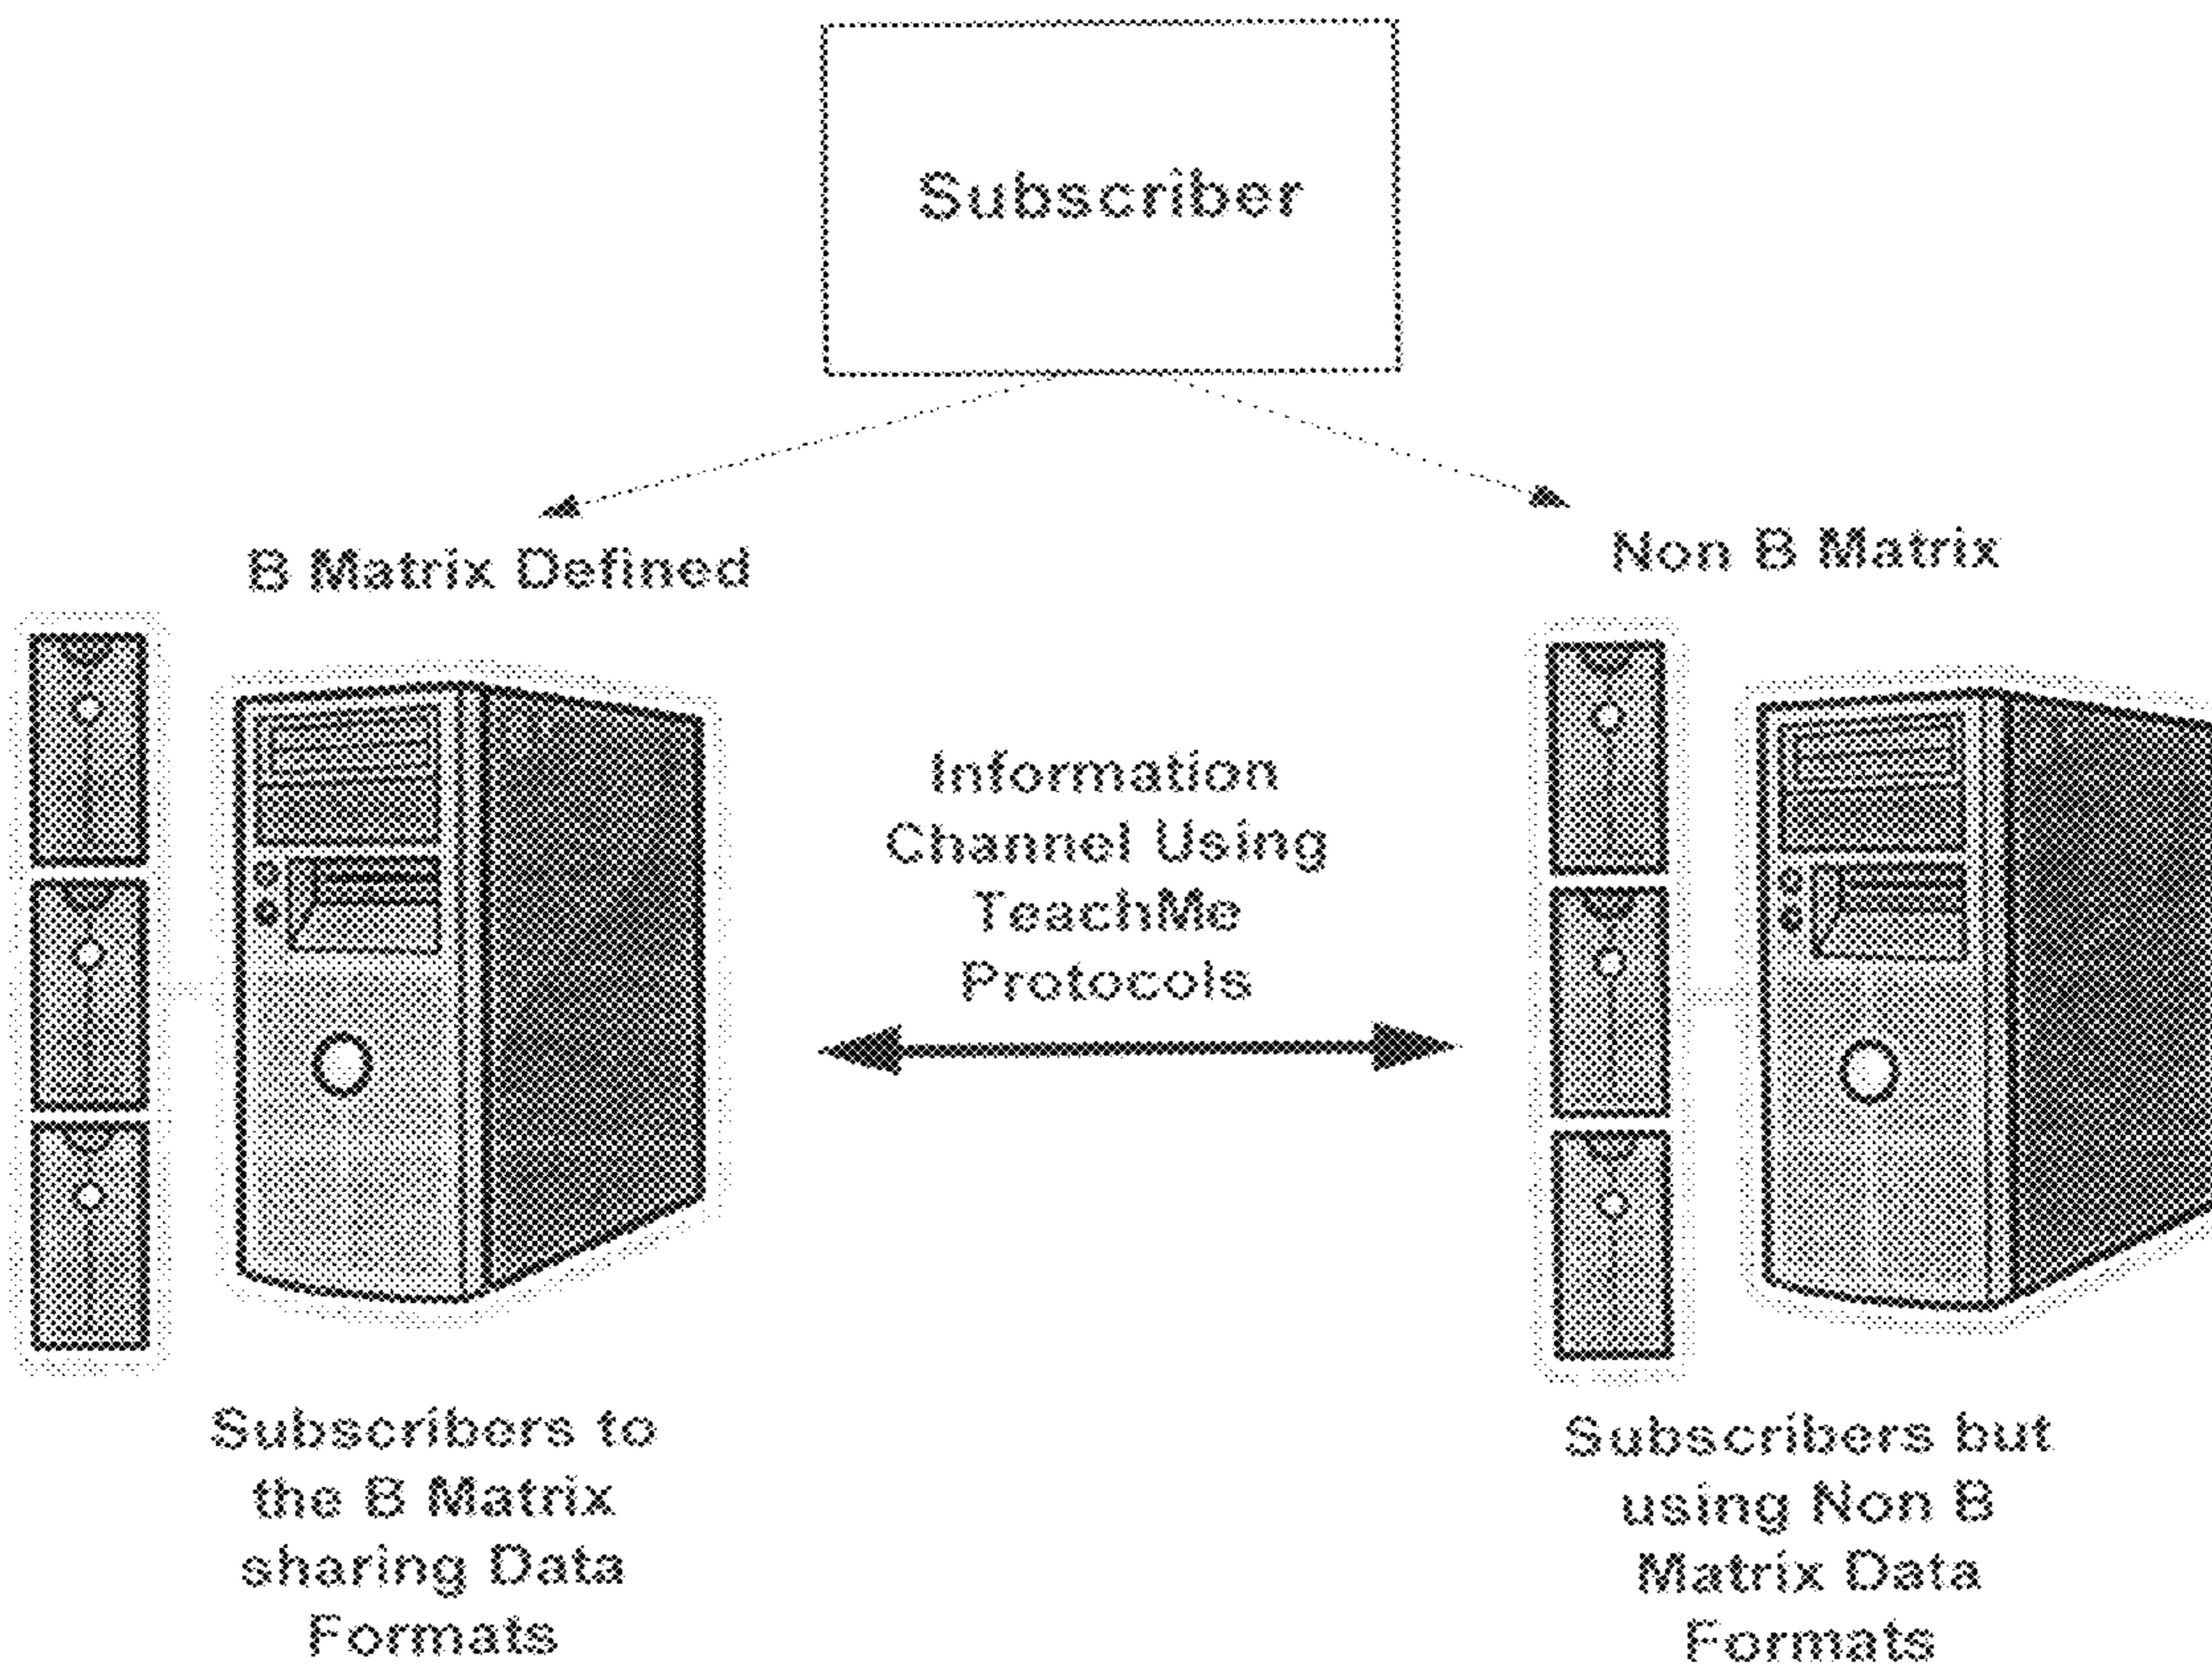 Subscriber
B Matrix Defined
Non B Matrix
Information
Channel Using
TeachMe
Protocols
Subscribers to
the B Matrix
sharing Data
Formats
Subscribers but
using Non B
Matrix Data
Formats